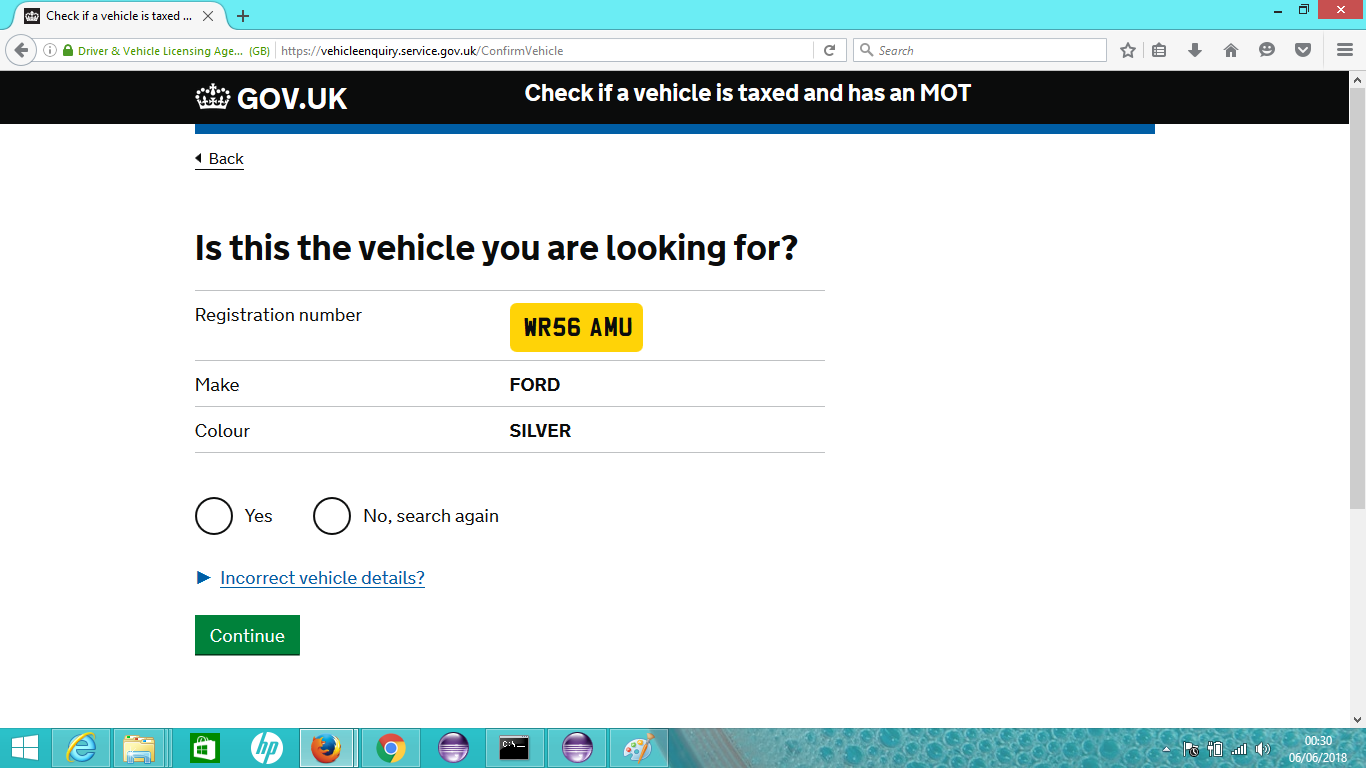 Check if a vehicle is taxed ...
Driver & Vehicle Licensing Age... (GB)
https://vehicleenquiry.service.gov.uk/ConfirmVehicle
Search
GOV.UK
Check if a vehicle is taxed and has an MOT
Back
Is this the vehicle you are looking for?
Registration number
WR56 AMU
Make
FORD
Colour
SILVER
Yes
No, search again
Incorrect vehicle details?
Continue
hp
C:\-
00:30
06/06/2018